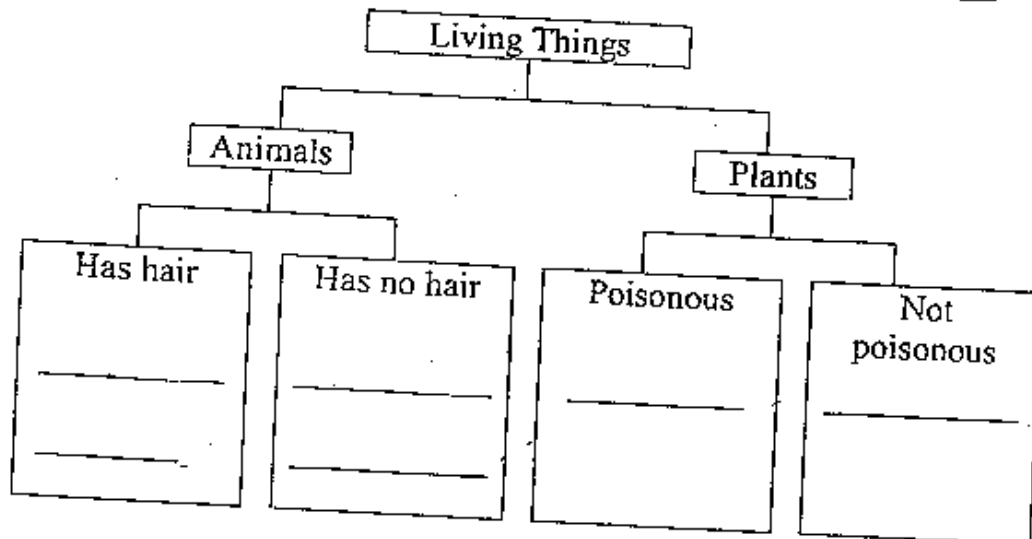 Living Things
Animals
Plants
Has hair
Has no hair
Poisonous
Not
poisonous